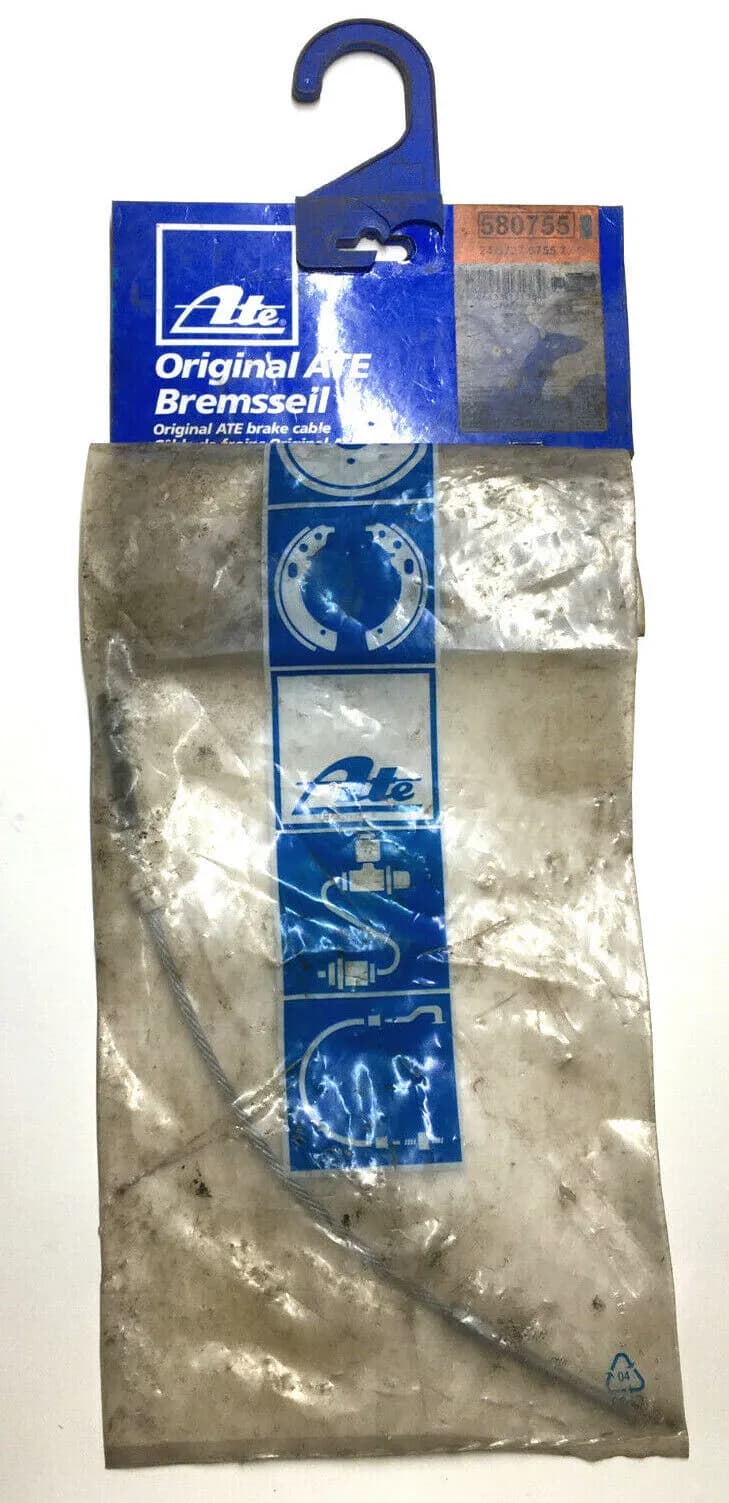 580755
Ate
Original ATE
Bremsseil
Original ATE brake cable
Ate
04